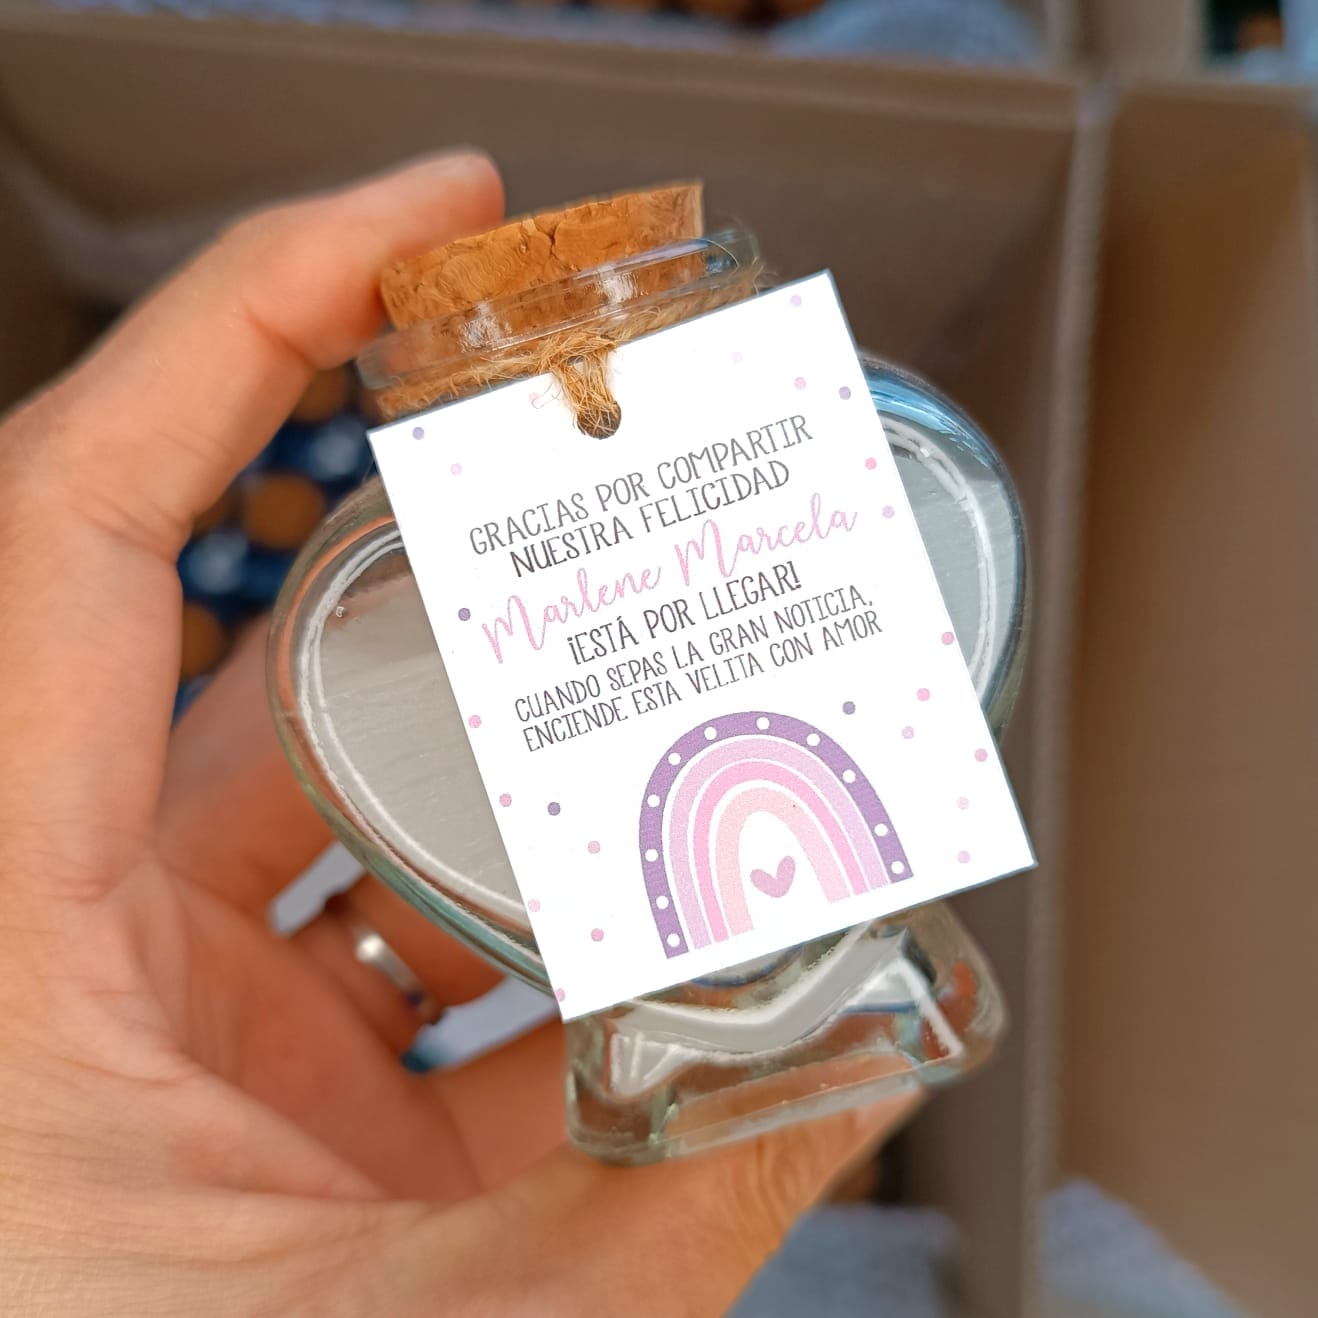 GRACIAS POR COMPARTIR
NUESTRA FELICIDAD
Marlene Marcela
¡ESTÁ POR LLEGAR!
CUANDO SEPAS LA GRAN NOTICIA,
ENCIENDE ESTA VELITA CON AMOR